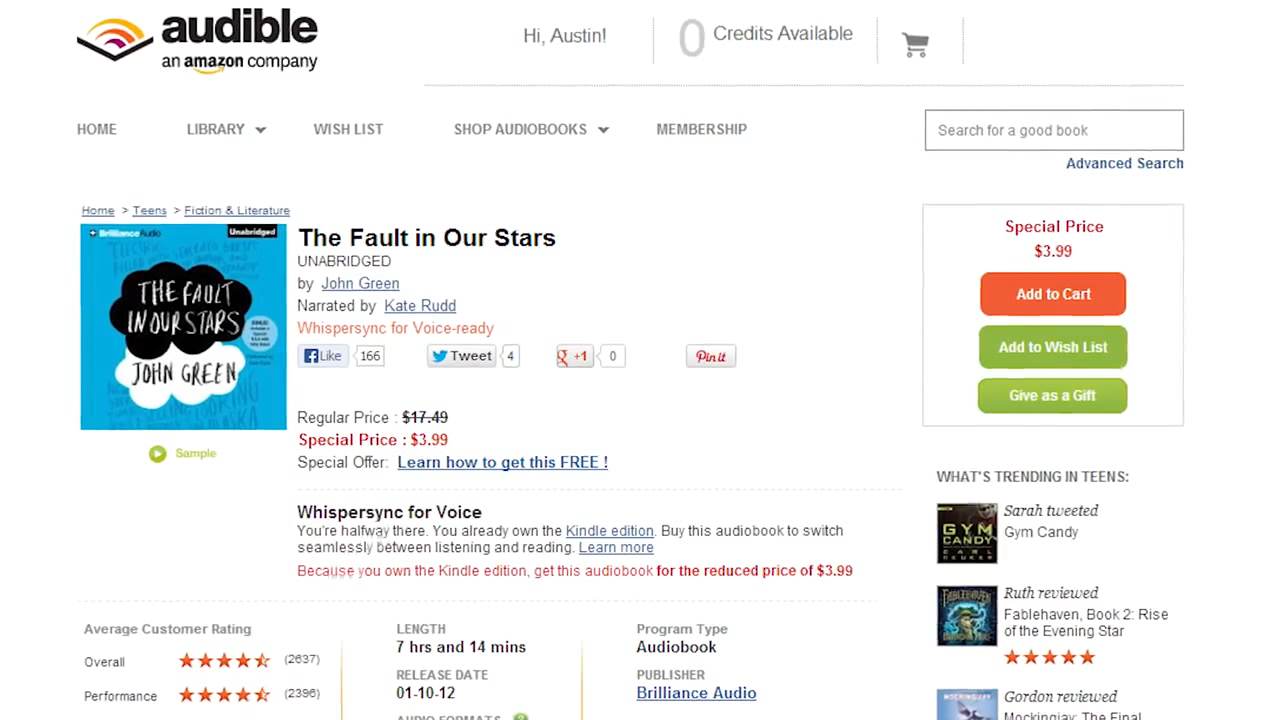 audible
an amazon company
Hi, Austin!
0 Credits Available
HOME
LIBRARY
WISH LIST
SHOP AUDIOBOOKS
MEMBERSHIP
Search for a good book
Advanced Search
Home > Teens > Fiction & Literature
Brilliance Audio
Unabridged
THE FAULT
IN OUR STARS
JOHN GREEN
Sample
The Fault in Our Stars
UNABRIDGED
by John Green
Narrated by Kate Rudd
Whispersync for Voice-ready
Like 166
Tweet 4
g +1 0
Pin it
Regular Price : $17.49
Special Price : $3.99
Special Offer: Learn how to get this FREE !
Special Price
$3.99
Add to Cart
Add to Wish List
Give as a Gift
Whispersync for Voice
You're halfway there. You already own the Kindle edition. Buy this audiobook to switch
seamlessly between listening and reading. Learn more
Because you own the Kindle edition, get this audiobook for the reduced price of $3.99
Average Customer Rating
Overall (2637)
Performance (2396)
LENGTH
7 hrs and 14 mins
RELEASE DATE
01-10-12
AUDIO FORMATS
Program Type
Audiobook
PUBLISHER
Brilliance Audio
WHAT'S TRENDING IN TEENS:
GYM
CANDY
CARL
DEUKER
Sarah tweeted
Gym Candy
FABLEHAVEN
Ruth reviewed
Fablehaven, Book 2: Rise
of the Evening Star
MOCKINGJAY
Gordon reviewed
Mockingjay: The Final